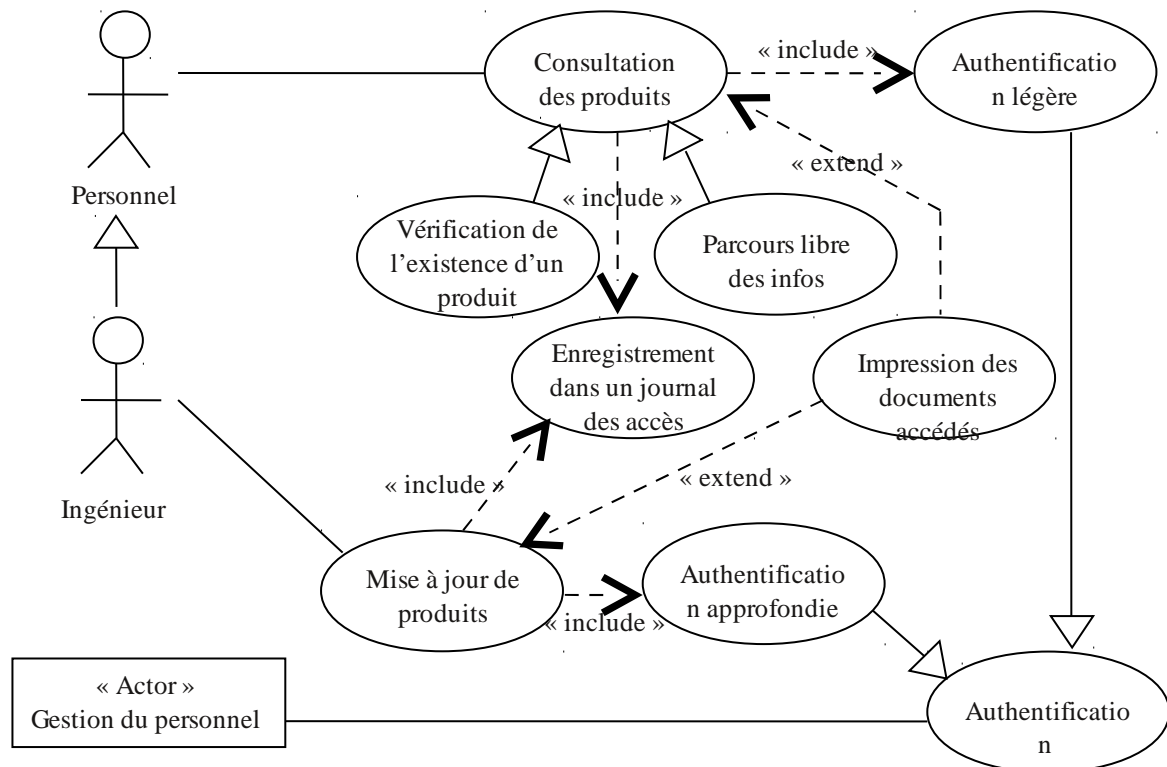 « include »
Consultation
des produits
Authentificatio
n légère
« extend »
Personnel
« include »
Vérification de
l’existence d’un
produit
Parcours libre
des infos
Enregistrement
dans un journal
des accès
Impression des
documents
accédés
Ingénieur
« include »
« extend »
Mise à jour de
produits
Authentificatio
n approfondie
« include »
« Actor »
Gestion du personnel
Authentificatio
n